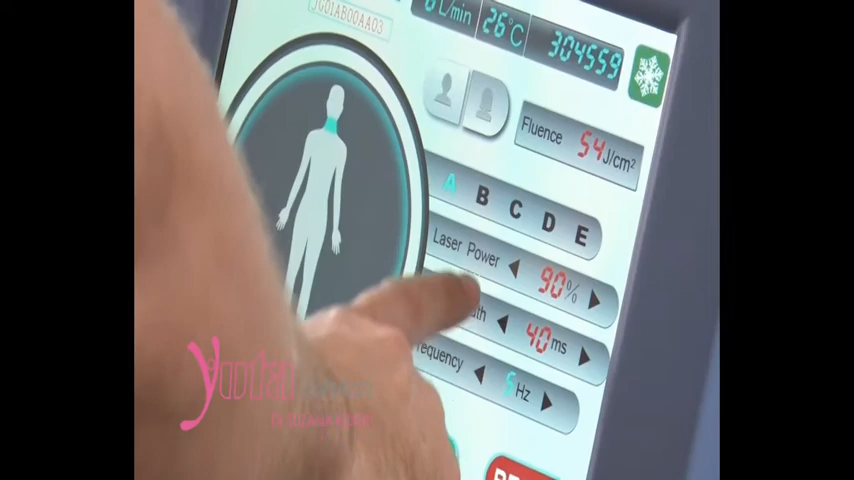 JG01AB00AA03
L/min
26°C
304559
Fluence 54 J/cm²
A B C D E
Laser Power 90%
40 ms
requency 5 Hz